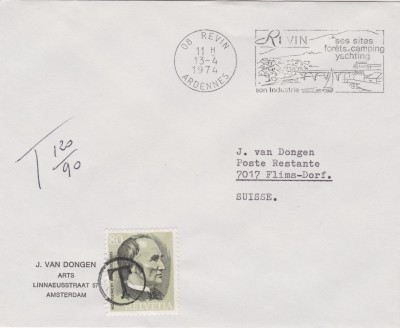 08 REVIN
11 H
13-4
1974
ARDENNES
REVIN
ses sites
forêts. camping
yachting
son industrie
T 120/90
J. van Dongen
Poste Restante
7017 Flims-Dorf.
SUISSE.
J. VAN DONGEN
ARTS
LINNAEUSSTRAAT 57
AMSTERDAM
T
HELVETIA